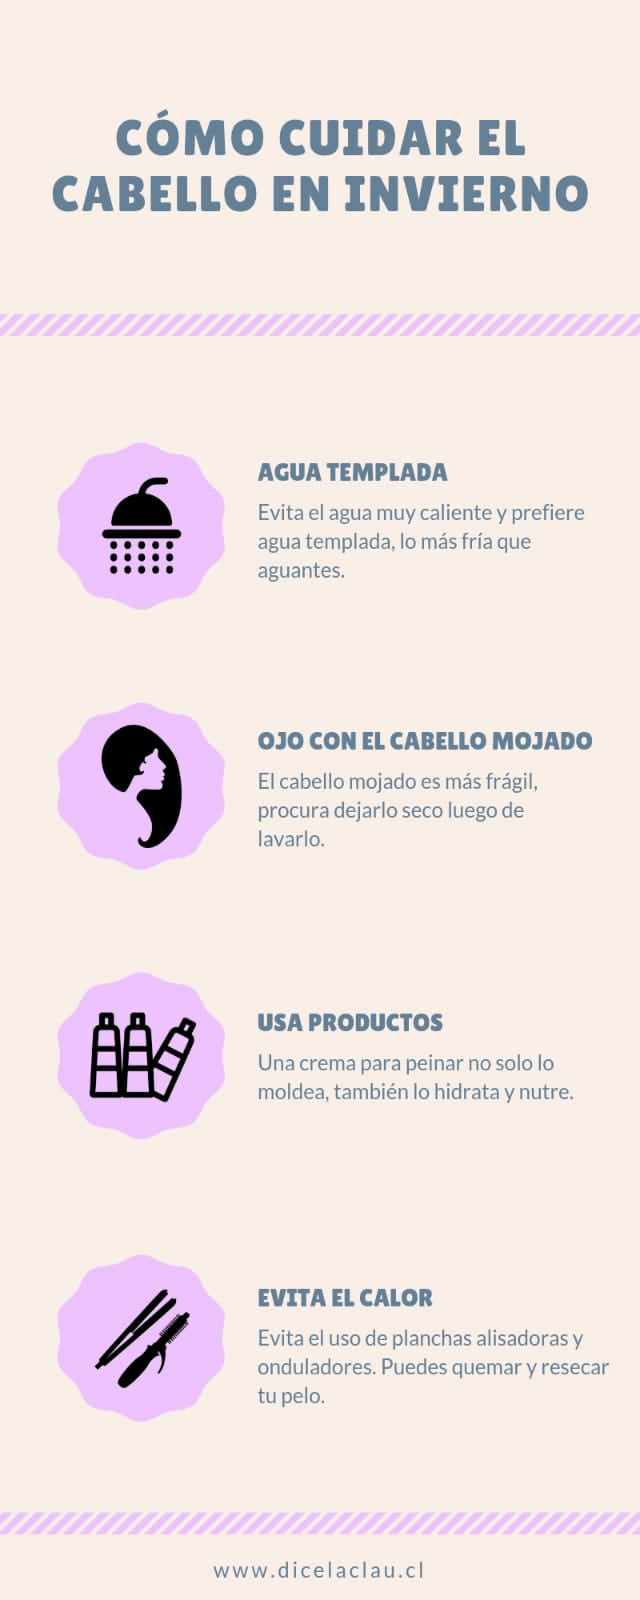 CÓMO CUIDAR EL
CABELLO EN INVIERNO
AGUA TEMPLADA
Evita el agua muy caliente y prefiere
agua templada, lo más fría que
aguantes.
OJO CON EL CABELLO MOJADO
El cabello mojado es más frágil,
procura dejarlo seco luego de
lavarlo.
USA PRODUCTOS
Una crema para peinar no solo lo
moldea, también lo hidrata y nutre.
EVITA EL CALOR
Evita el uso de planchas alisadoras y
onduladores. Puedes quemar y resecar
tu pelo.
www.dicelaclau.cl